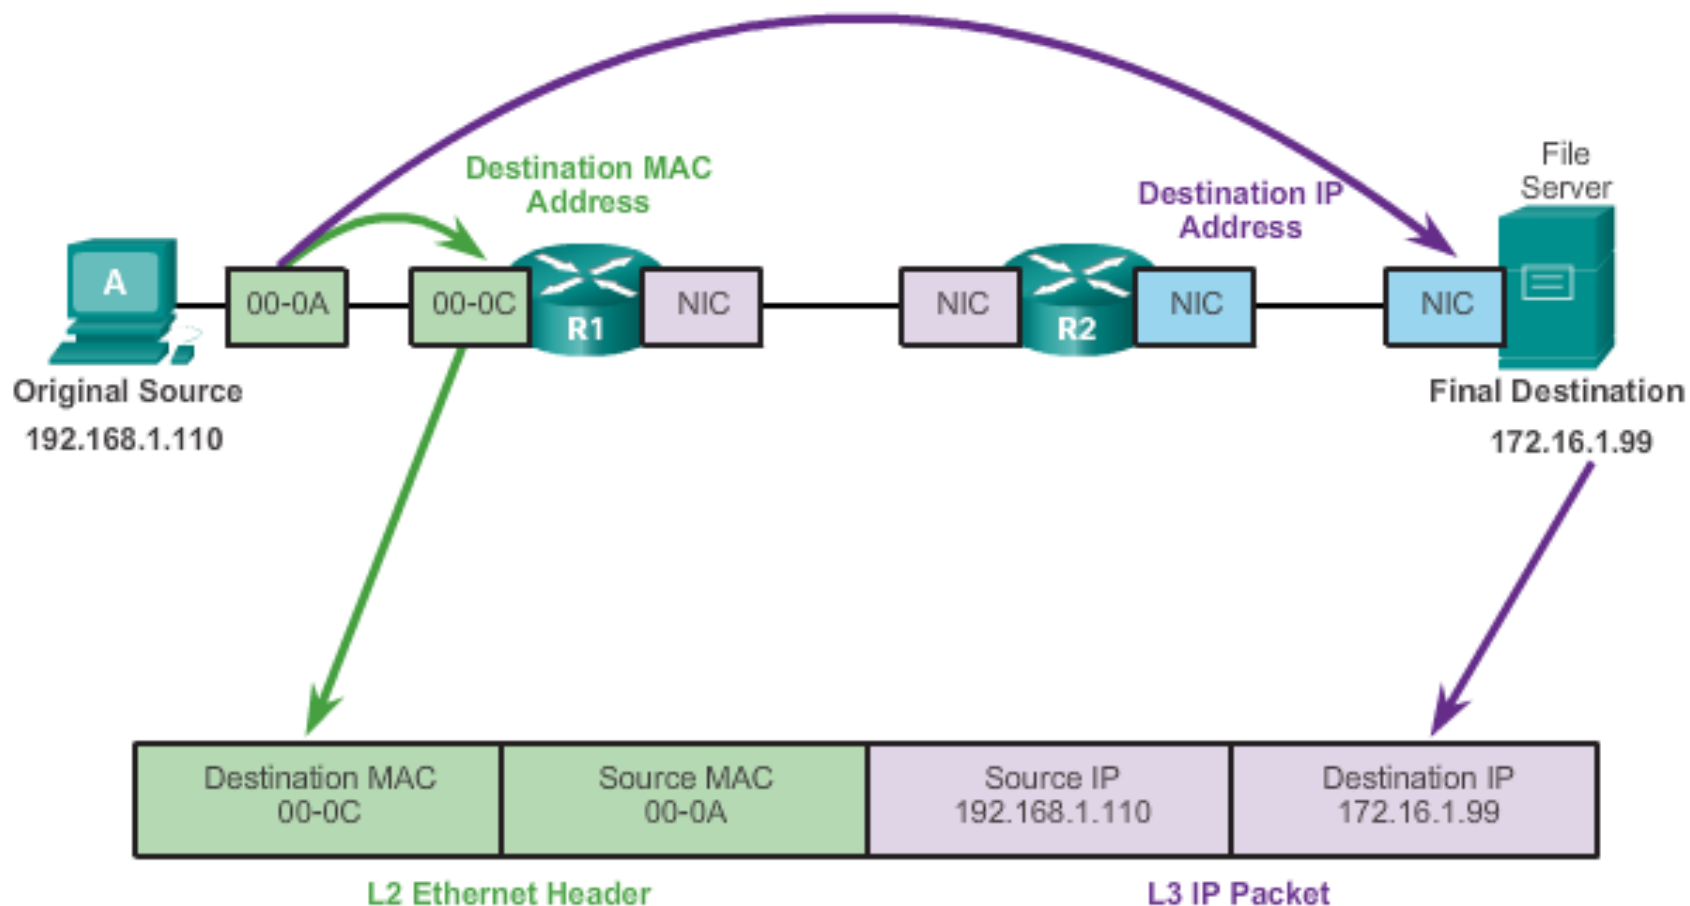 Destination MAC
Address
Destination IP
Address
File
Server
A
00-0A
00-0C
R1
NIC
NIC
R2
NIC
NIC
Original Source
192.168.1.110
Final Destination
172.16.1.99
Destination MAC
00-0C
Source MAC
00-0A
Source IP
192.168.1.110
Destination IP
172.16.1.99
L2 Ethernet Header
L3 IP Packet